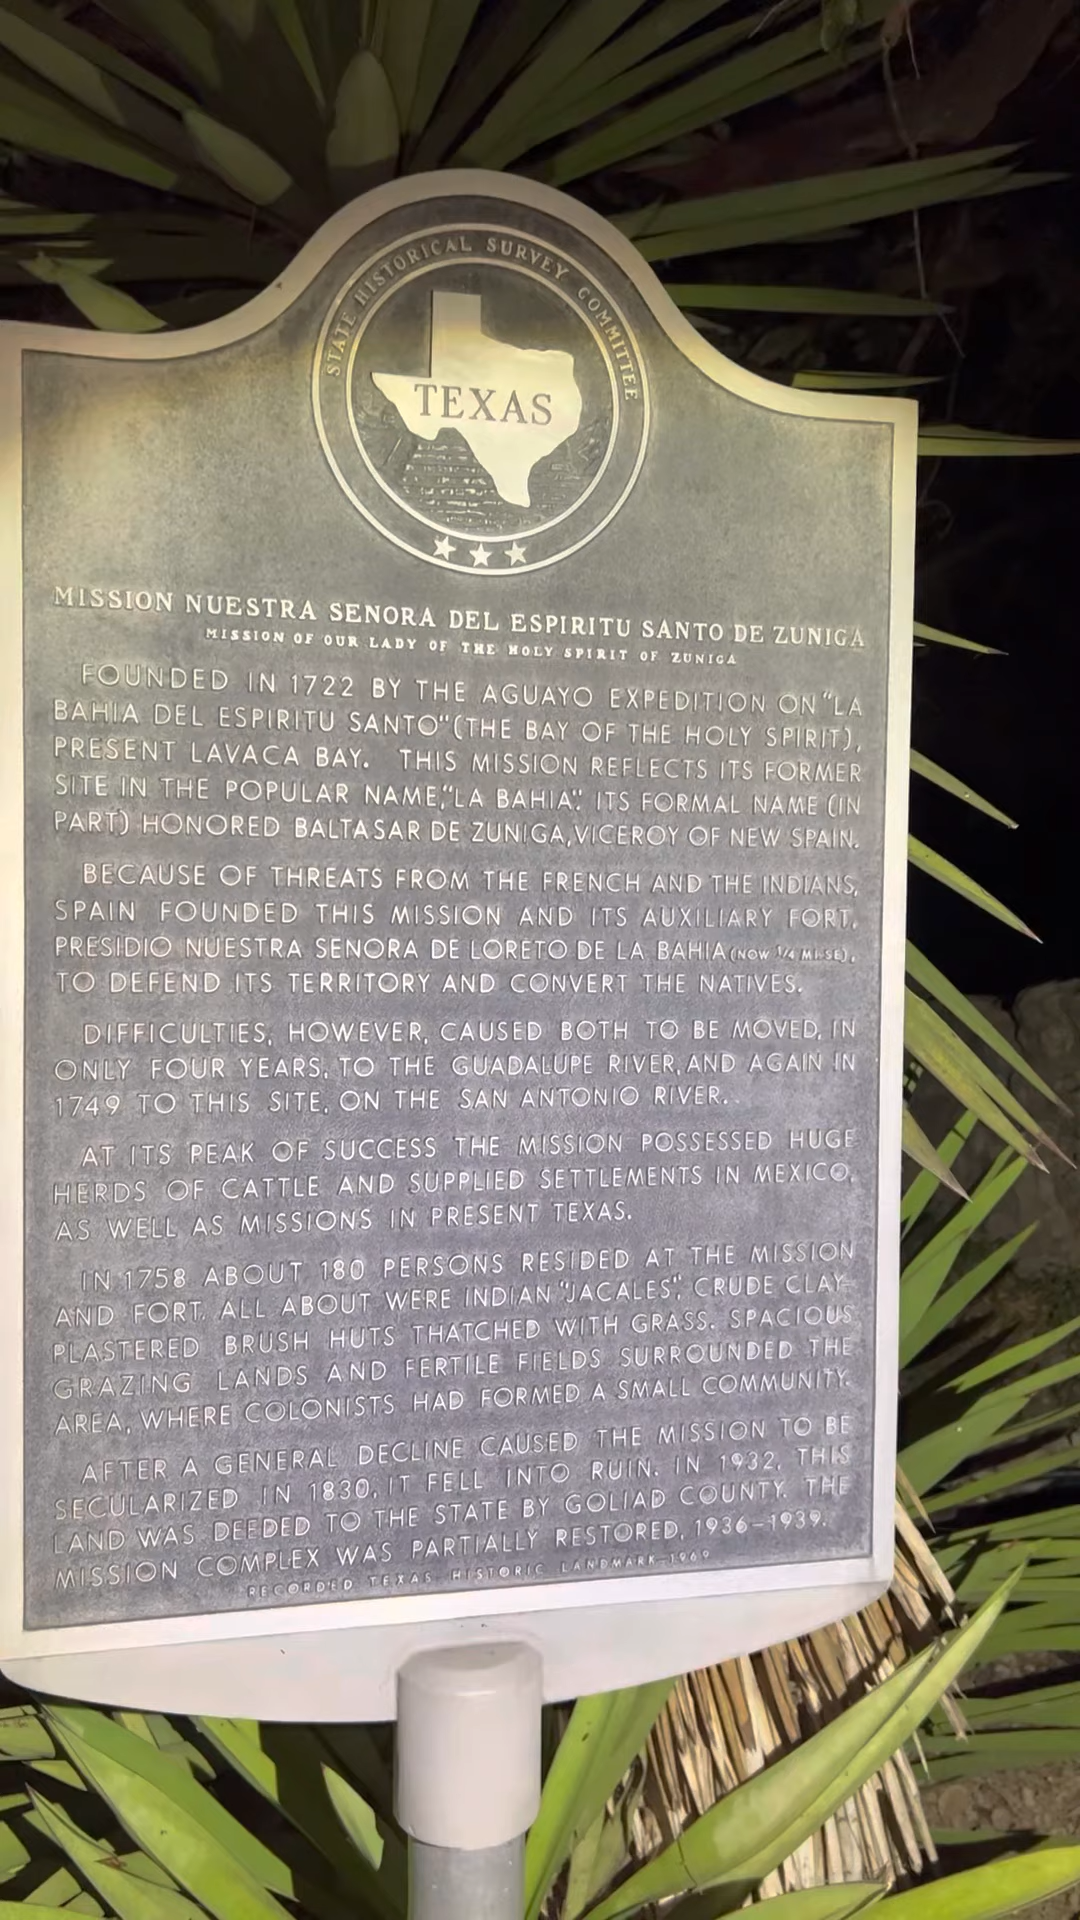 STATE HISTORICAL SURVEY COMMITTEE
TEXAS
MISSION NUESTRA SENORA DEL ESPIRITU SANTO DE ZUNIGA
MISSION OF OUR LADY OF THE HOLY SPIRIT OF ZUNIGA
FOUNDED IN 1722 BY THE AGUAYO EXPEDITION ON "LA
BAHIA DEL ESPIRITU SANTO" (THE BAY OF THE HOLY SPIRIT),
PRESENT LAVACA BAY. THIS MISSION REFLECTS ITS FORMER
SITE IN THE POPULAR NAME, "LA BAHIA". ITS FORMAL NAME (IN
PART) HONORED BALTASAR DE ZUNIGA, VICEROY OF NEW SPAIN.
BECAUSE OF THREATS FROM THE FRENCH AND THE INDIANS,
SPAIN FOUNDED THIS MISSION AND ITS AUXILIARY FORT,
PRESIDIO NUESTRA SENORA DE LORETO DE LA BAHIA (NOW 1/4 MI. SE),
TO DEFEND ITS TERRITORY AND CONVERT THE NATIVES.
DIFFICULTIES, HOWEVER, CAUSED BOTH TO BE MOVED, IN
ONLY FOUR YEARS, TO THE GUADALUPE RIVER, AND AGAIN IN
1749 TO THIS SITE, ON THE SAN ANTONIO RIVER.
AT ITS PEAK OF SUCCESS THE MISSION POSSESSED HUGE
HERDS OF CATTLE AND SUPPLIED SETTLEMENTS IN MEXICO,
AS WELL AS MISSIONS IN PRESENT TEXAS.
IN 1758 ABOUT 180 PERSONS RESIDED AT THE MISSION
AND FORT. ALL ABOUT WERE INDIAN "JACALES", CRUDE CLAY-
PLASTERED BRUSH HUTS THATCHED WITH GRASS. SPACIOUS
GRAZING LANDS AND FERTILE FIELDS SURROUNDED THE
AREA, WHERE COLONISTS HAD FORMED A SMALL COMMUNITY.
AFTER A GENERAL DECLINE CAUSED THE MISSION TO BE
SECULARIZED IN 1830, IT FELL INTO RUIN. IN 1932, THIS
LAND WAS DEEDED TO THE STATE BY GOLIAD COUNTY. THE
MISSION COMPLEX WAS PARTIALLY RESTORED, 1936-1939.
RECORDED TEXAS HISTORIC LANDMARK-1969